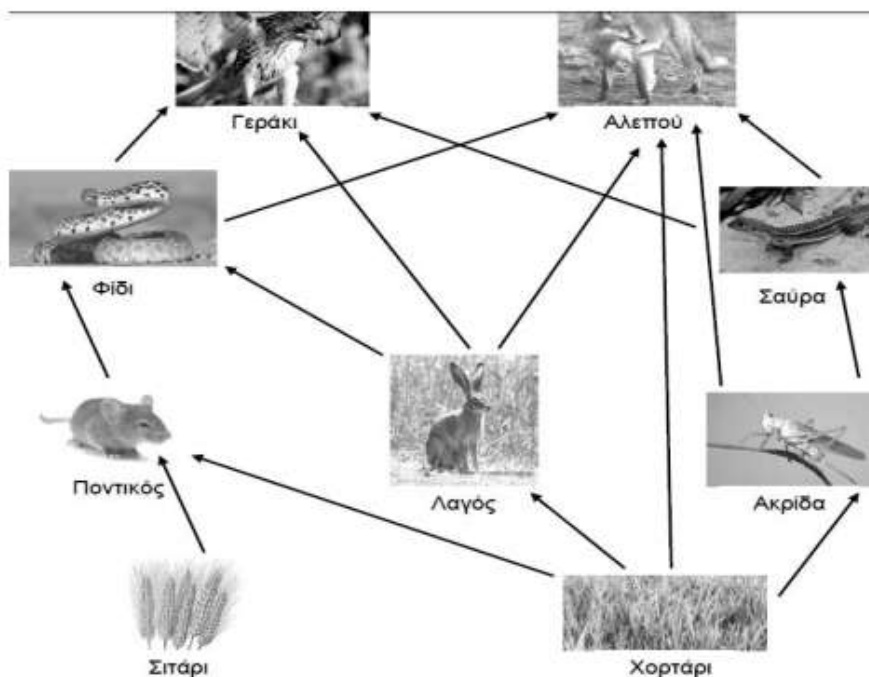 Γεράκι
Αλεπού
Φίδι
Σαύρα
Ποντικός
Λαγός
Ακρίδα
Σιτάρι
Χορτάρι